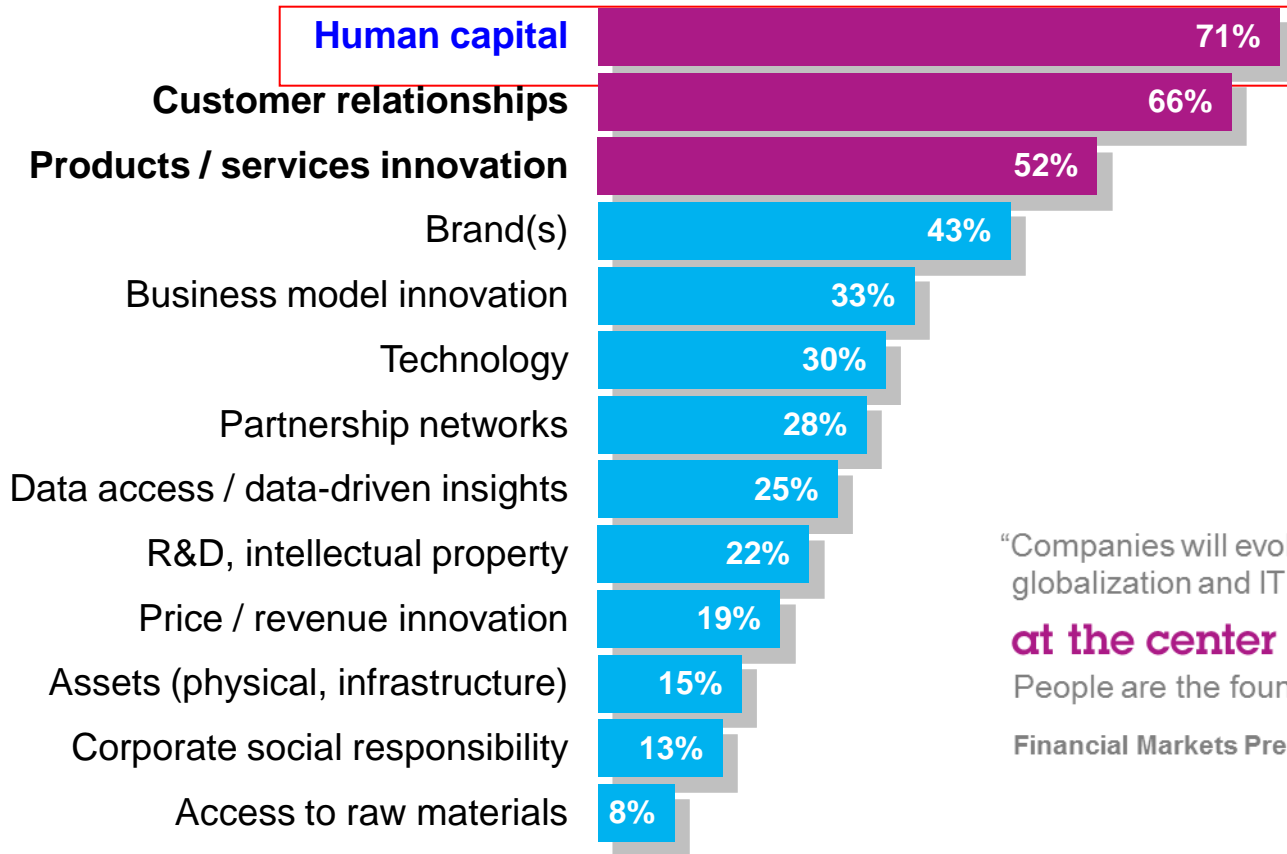 Human capital 71%
Customer relationships 66%
Products / services innovation 52%
Brand(s) 43%
Business model innovation 33%
Technology 30%
Partnership networks 28%
Data access / data-driven insights 25%
R&D, intellectual property 22%
Price / revenue innovation 19%
Assets (physical, infrastructure) 15%
Corporate social responsibility 13%
Access to raw materials 8%
“Companies will
globalization and IT
at the center
People are the
Financial Markets